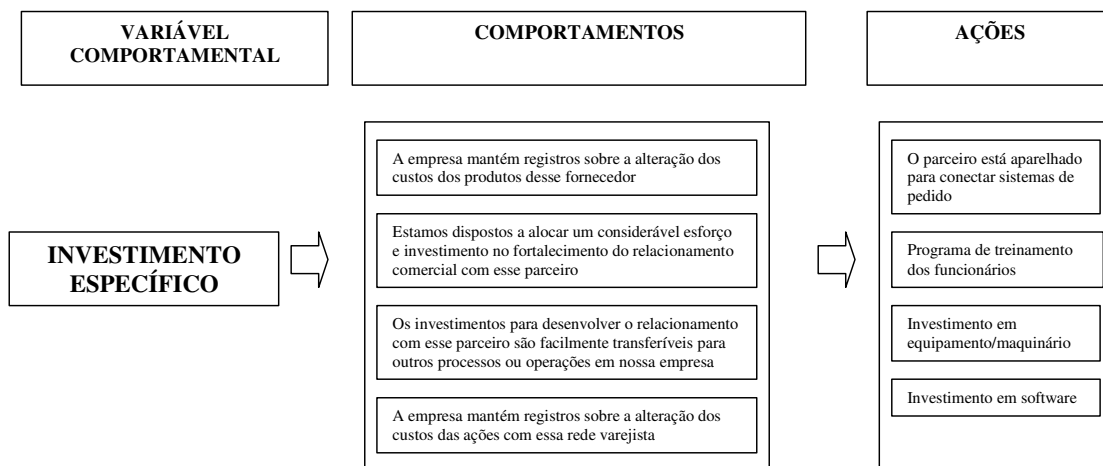 VARIÁVEL
COMPORTAMENTAL
COMPORTAMENTOS
AÇÕES
INVESTIMENTO
ESPECÍFICO
A empresa mantém registros sobre a alteração dos
custos dos produtos desse fornecedor
Estamos dispostos a alocar um considerável esforço
e investimento no fortalecimento do relacionamento
comercial com esse parceiro
Os investimentos para desenvolver o relacionamento
com esse parceiro são facilmente transferíveis para
outros processos ou operações em nossa empresa
A empresa mantém registros sobre a alteração dos
custos das ações com essa rede varejista
O parceiro está aparelhado
para conectar sistemas de
pedido
Programa de treinamento
dos funcionários
Investimento em
equipamento/maquinário
Investimento em software